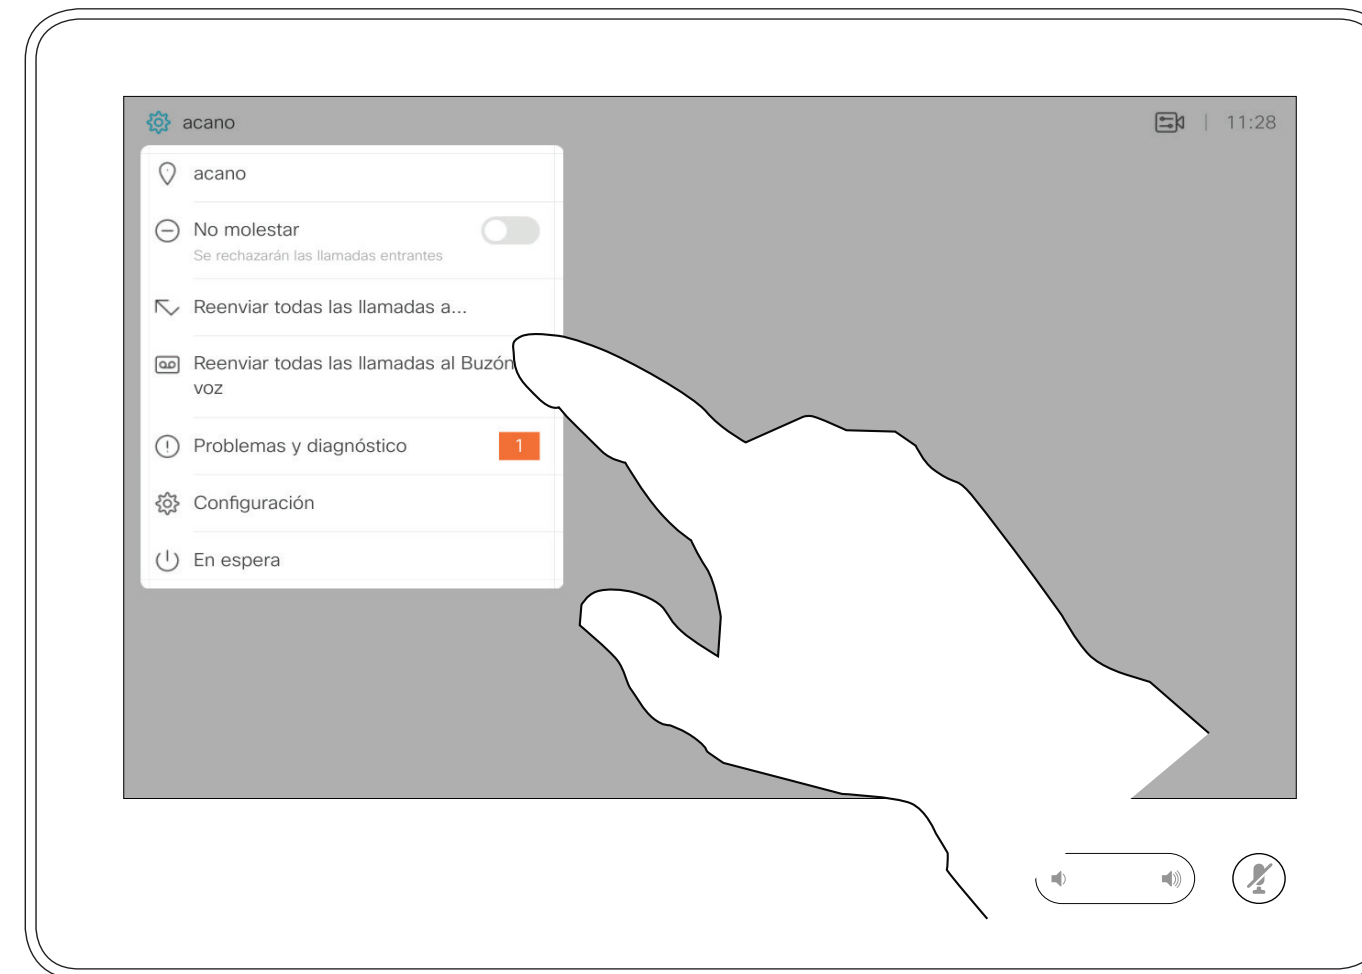 acano
11:28
acano
No molestar
Se rechazarán las llamadas entrantes
Reenviar todas las llamadas a...
Reenviar todas las llamadas al Buzón
voz
Problemas y diagnóstico
1
Configuración
En espera